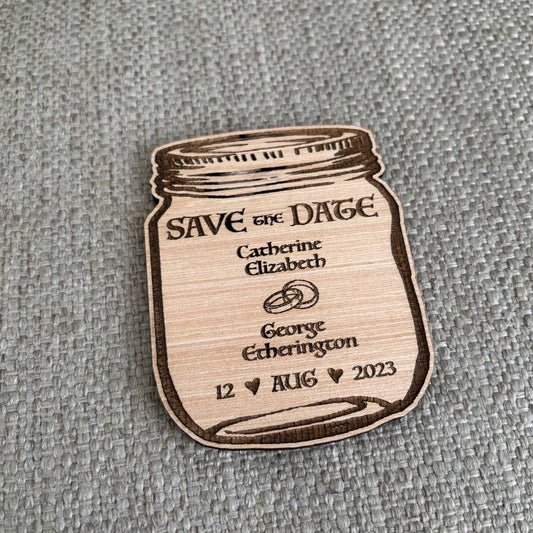 SAVE the DATE
Catherine
Elizabeth
George
Etherington
12 ♥ AUG ♥ 2023